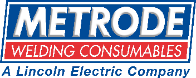 METRODE
WELDING CONSUMABLES
A Lincoln Electric Company